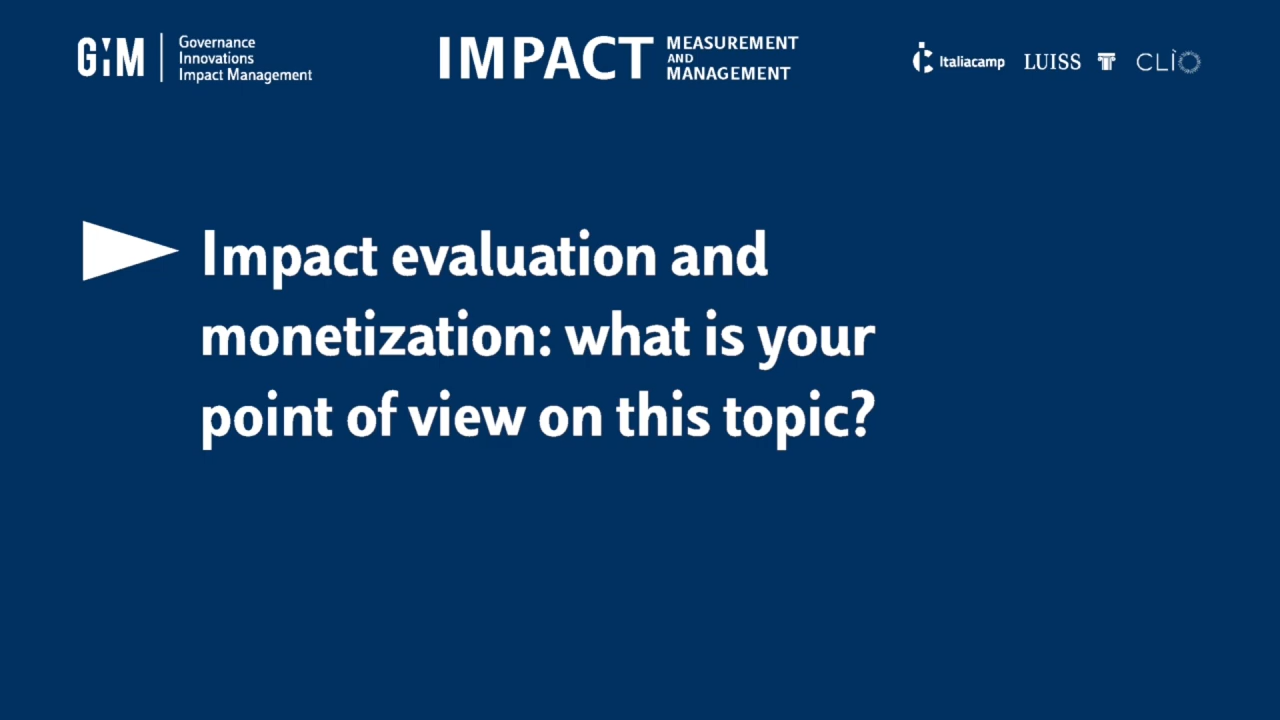 GIM
Governance
Innovations
Impact Management
IMPACT
MEASUREMENT
AND
MANAGEMENT
Italiacamp
LUISS
CLÌO
Impact evaluation and
monetization: what is your
point of view on this topic?